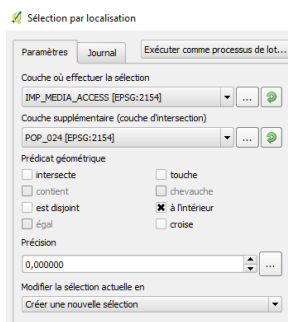 Sélection par localisation
Paramètres Journal Exécuter comme processus de lot...
Couche où effectuer la sélection
IMP_MEDIA_ACCESS [EPSG:2154] ...
Couche supplémentaire (couche d'intersection)
POP_024 [EPSG:2154] ...
Prédicat géométrique
intersecte touche
contient chevauche
est disjoint à l'intérieur
égal croise
Précision
0,000000 ...
Modifier la sélection actuelle en
Créer une nouvelle sélection